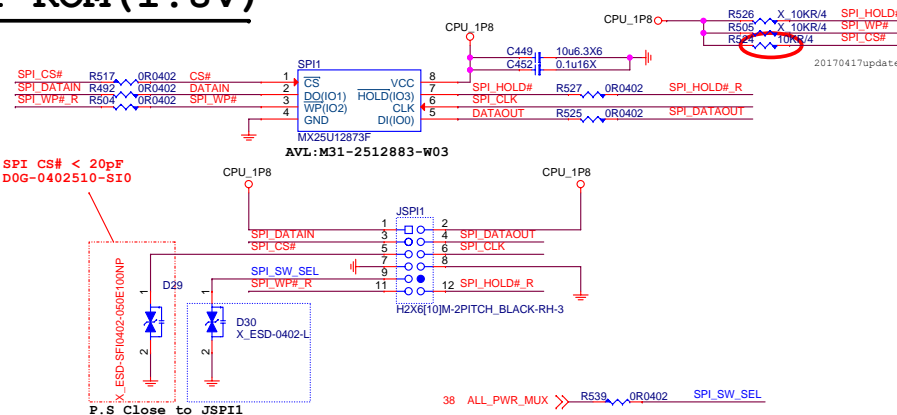 ROM(1.8V)
R526 X_10KR/4 SPI_HOLD#
CPU_1P8 R505 X_10KR/4 SPI_WP#
R524 10KR/4 SPI_CS#
20170417update
CPU_1P8
C449 10u6.3X6
C452 0.1u16X
SPI1
SPI_CS# R517 0R0402 CS# 1 CS VCC 8
SPI_DATAIN R492 0R0402 DATAIN 2 DO(IO1) HOLD(IO3) 7 SPI_HOLD# R527 0R0402 SPI_HOLD#_R
SPI_WP#_R R504 0R0402 SPI_WP# 3 WP(IO2) CLK 6 SPI_CLK
4 GND DI(IO0) 5 DATAOUT R525 0R0402 SPI_DATAOUT
MX25U12873F
AVL:M31-2512883-W03
SPI CS# < 20pF
D0G-0402510-SI0
CPU_1P8 CPU_1P8
JSPI1
1 2
SPI_DATAIN 3 4 SPI_DATAOUT
SPI_CS# 5 6 SPI_CLK
7 8
SPI_SW_SEL 9
SPI_WP#_R 11 12 SPI_HOLD#_R
H2X6[10]M-2PITCH_BLACK-RH-3
1 D29 2
X_ESD-SFI0402-050E100NP
1 D30 2
X_ESD-0402-L
P.S Close to JSPI1
38 ALL_PWR_MUX R539 0R0402 SPI_SW_SEL